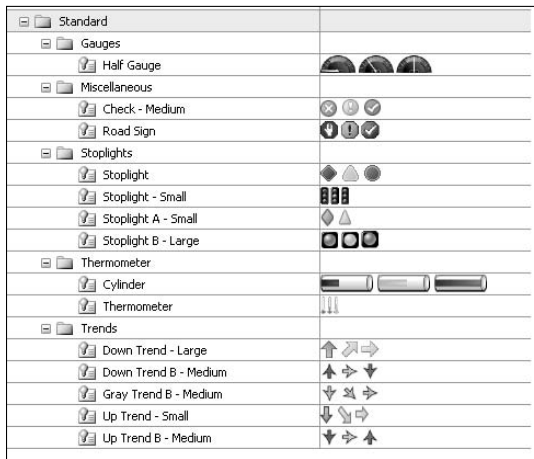 Standard
Gauges
Half Gauge
Miscellaneous
Check - Medium
Road Sign
Stoplights
Stoplight
Stoplight - Small
Stoplight A - Small
Stoplight B - Large
Thermometer
Cylinder
Thermometer
Trends
Down Trend - Large
Down Trend B - Medium
Gray Trend B - Medium
Up Trend - Small
Up Trend B - Medium